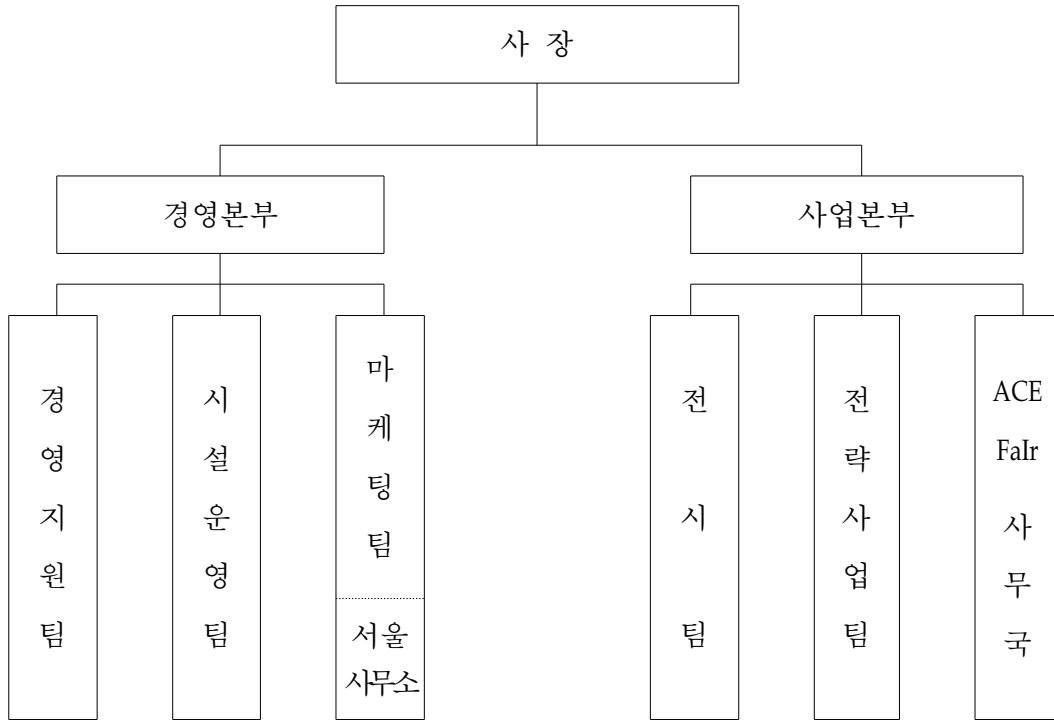 사 장
경영본부
사업본부
경영지원팀
시설운영팀
마케팅팀
서울
사무소
전시팀
전략사업팀
ACE
FaIr
사무국